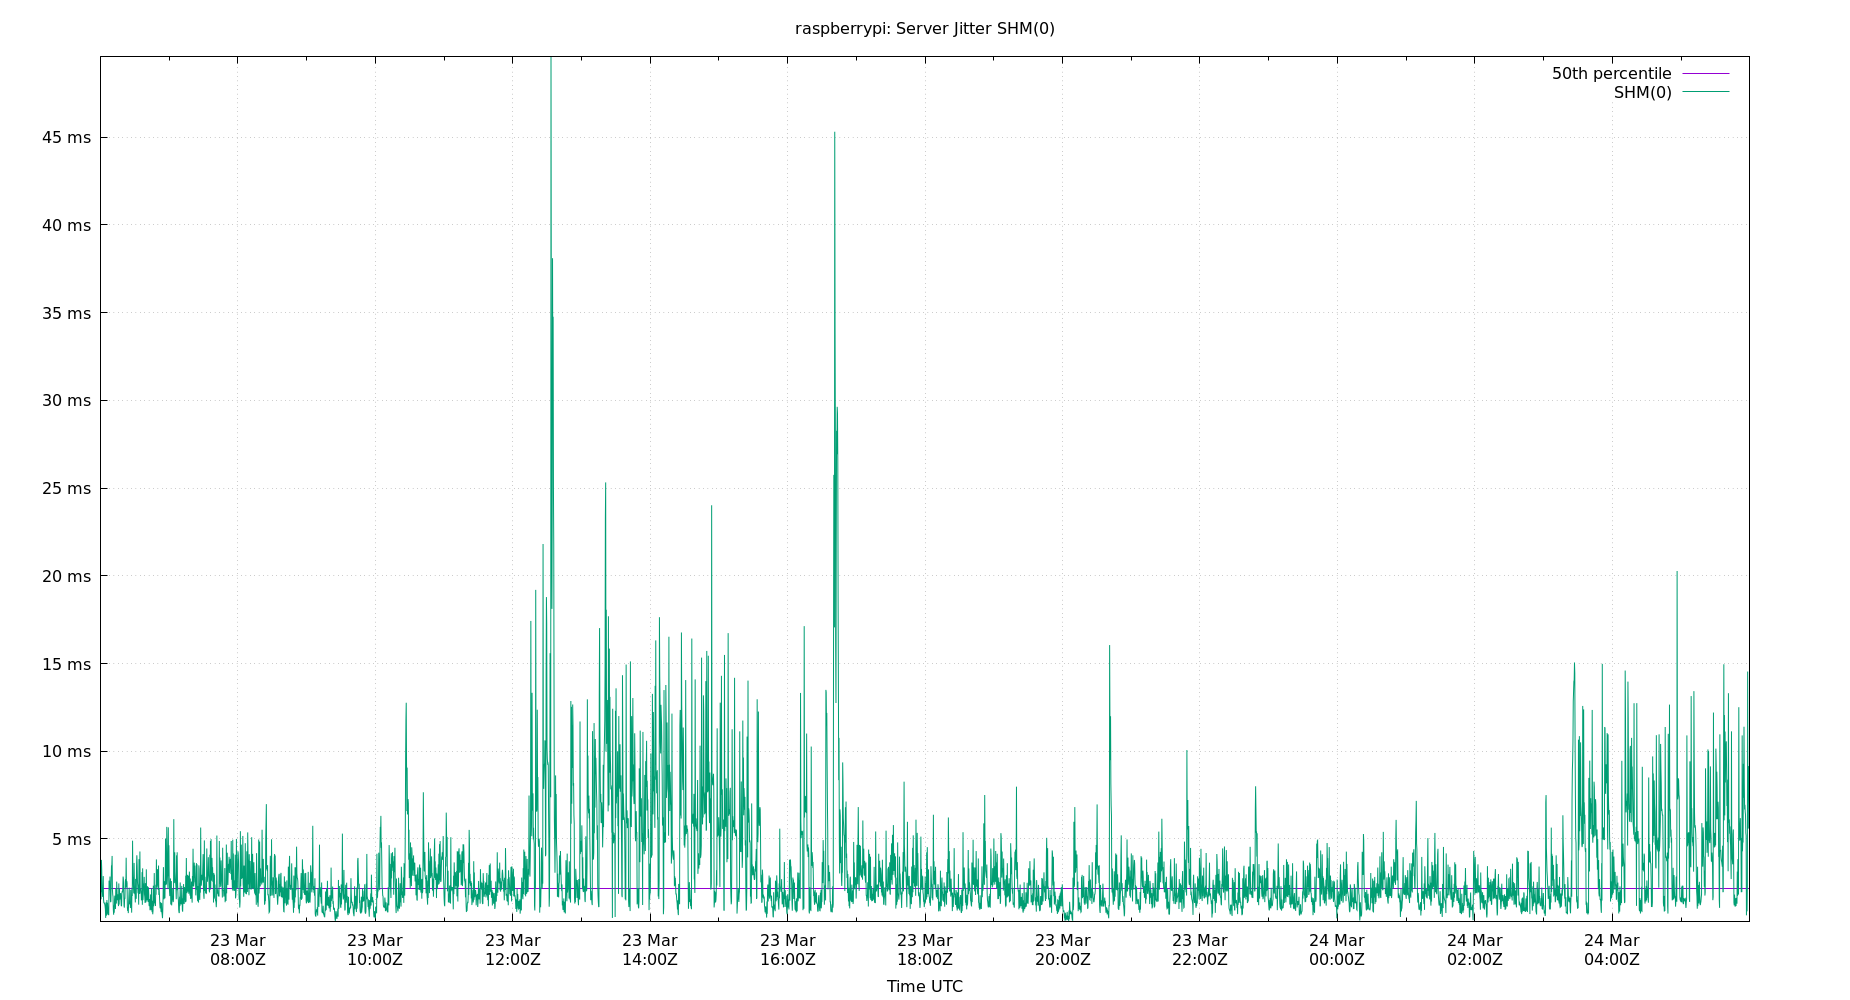 raspberrypi: Server Jitter SHM(0)
50th percentile
SHM(0)
45 ms
40 ms
35 ms
30 ms
25 ms
20 ms
15 ms
10 ms
5 ms
23 Mar 23 Mar 23 Mar 23 Mar 23 Mar 23 Mar 23 Mar 23 Mar 24 Mar 24 Mar 24 Mar
08:00Z 10:00Z 12:00Z 14:00Z 16:00Z 18:00Z 20:00Z 22:00Z 00:00Z 02:00Z 04:00Z
Time UTC